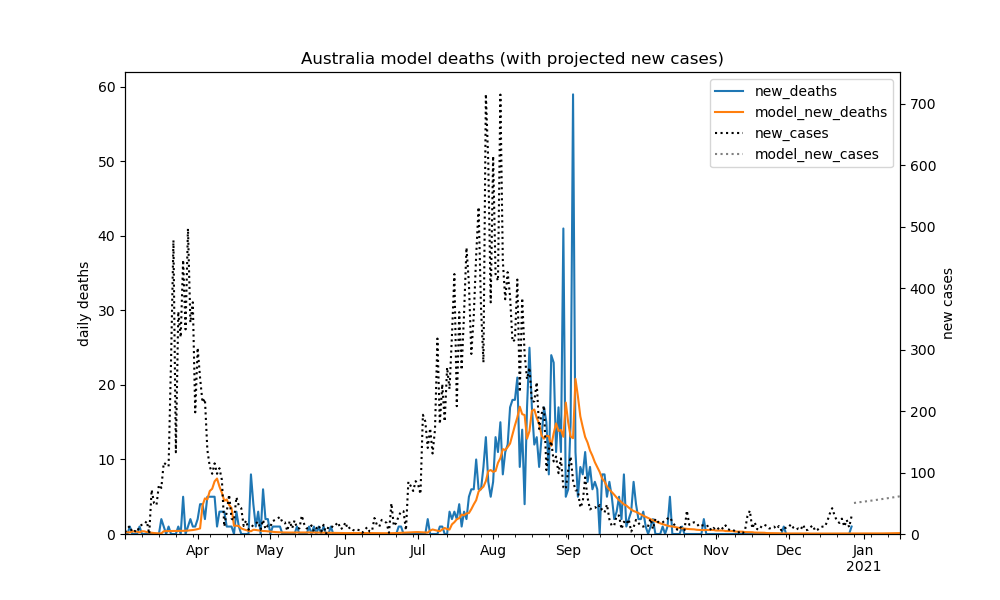 Australia model deaths (with projected new cases)
new_deaths
model_new_deaths
new_cases
model_new_cases
daily deaths
new cases
60
50
40
30
20
10
0
700
600
500
400
300
200
100
0
Apr May Jun Jul Aug Sep Oct Nov Dec Jan
2021